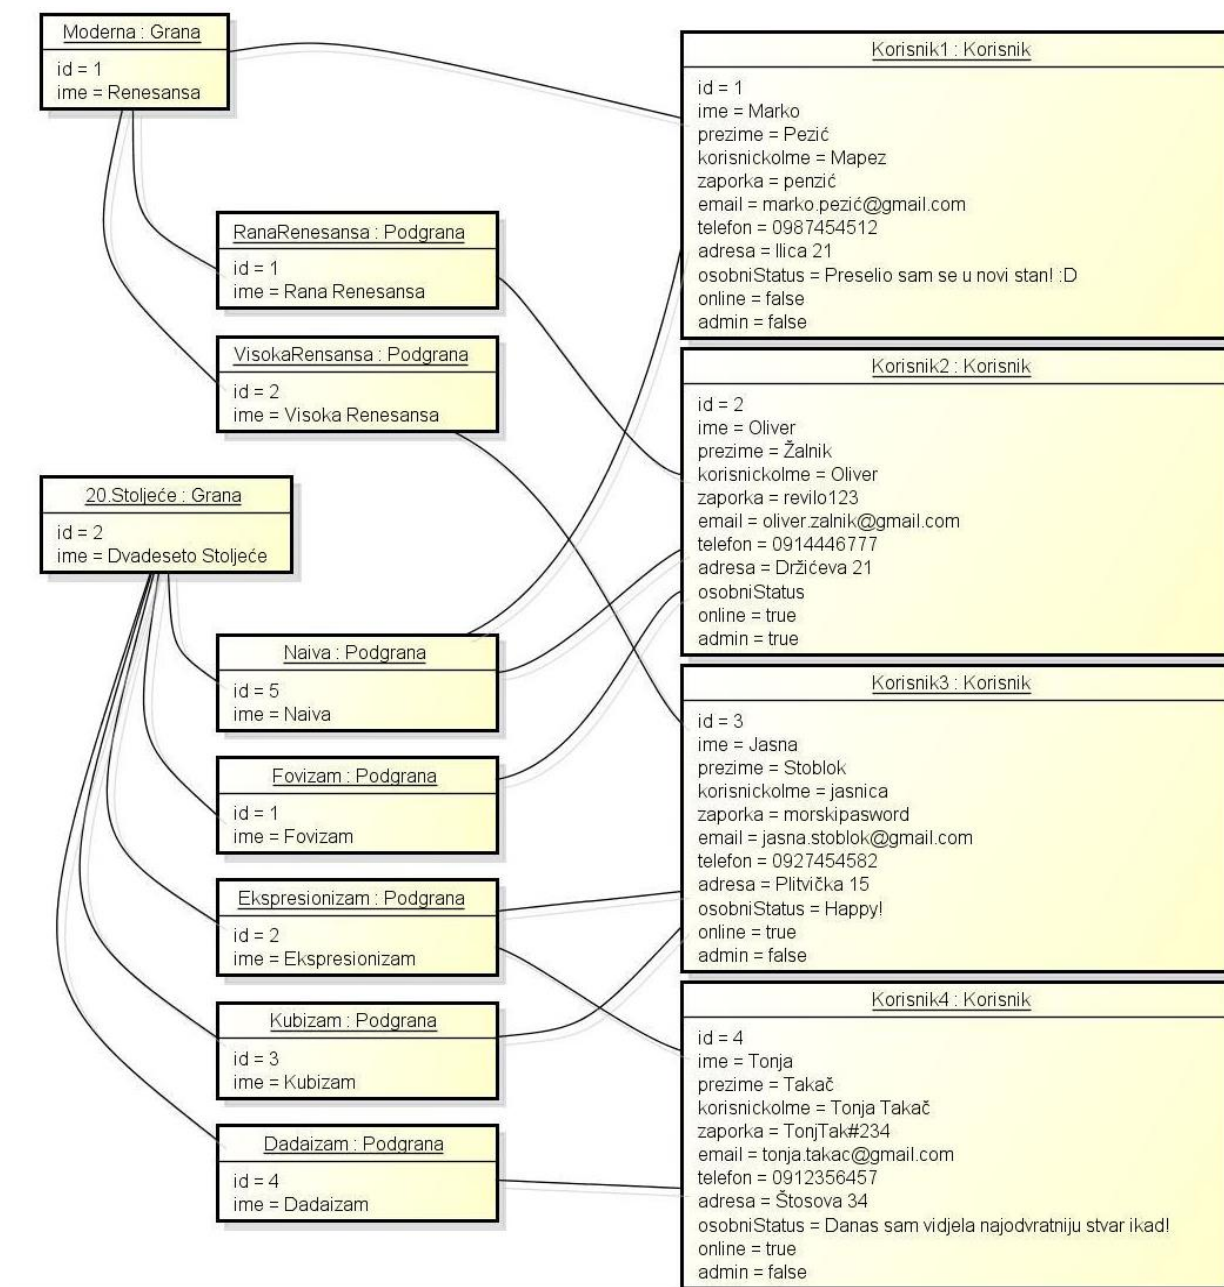 Moderna : Grana
id = 1
ime = Renesansa
RanaRenesansa : Podgrana
id = 1
ime = Rana Renesansa
VisokaRensansa : Podgrana
id = 2
ime = Visoka Renesansa
20.Stoljeće : Grana
id = 2
ime = Dvadeseto Stoljeće
Naiva : Podgrana
id = 5
ime = Naiva
Fovizam : Podgrana
id = 1
ime = Fovizam
Ekspresionizam : Podgrana
id = 2
ime = Ekspresionizam
Kubizam : Podgrana
id = 3
ime = Kubizam
Dadaizam : Podgrana
id = 4
ime = Dadaizam
Korisnik1 : Korisnik
id = 1
ime = Marko
prezime = Pezić
korisnickoIme = Mapez
zaporka = penzić
email = marko.pezić@gmail.com
telefon = 0987454512
adresa = Ilica 21
osobniStatus = Preselio sam se u novi stan! :D
online = false
admin = false
Korisnik2 : Korisnik
id = 2
ime = Oliver
prezime = Žalnik
korisnickoIme = Oliver
zaporka = revilo123
email = oliver.zalnik@gmail.com
telefon = 0914446777
adresa = Držićeva 21
osobniStatus
online = true
admin = true
Korisnik3 : Korisnik
id = 3
ime = Jasna
prezime = Stoblok
korisnickoIme = jasnica
zaporka = morskipasword
email = jasna.stoblok@gmail.com
telefon = 0927454582
adresa = Plitvička 15
osobniStatus = Happy!
online = true
admin = false
Korisnik4 : Korisnik
id = 4
ime = Tonja
prezime = Takač
korisnickoIme = Tonja Takač
zaporka = TonjTak#234
email = tonja.takac@gmail.com
telefon = 0912356457
adresa = Štosova 34
osobniStatus = Danas sam vidjela najodvratniju stvar ikad!
online = true
admin = false